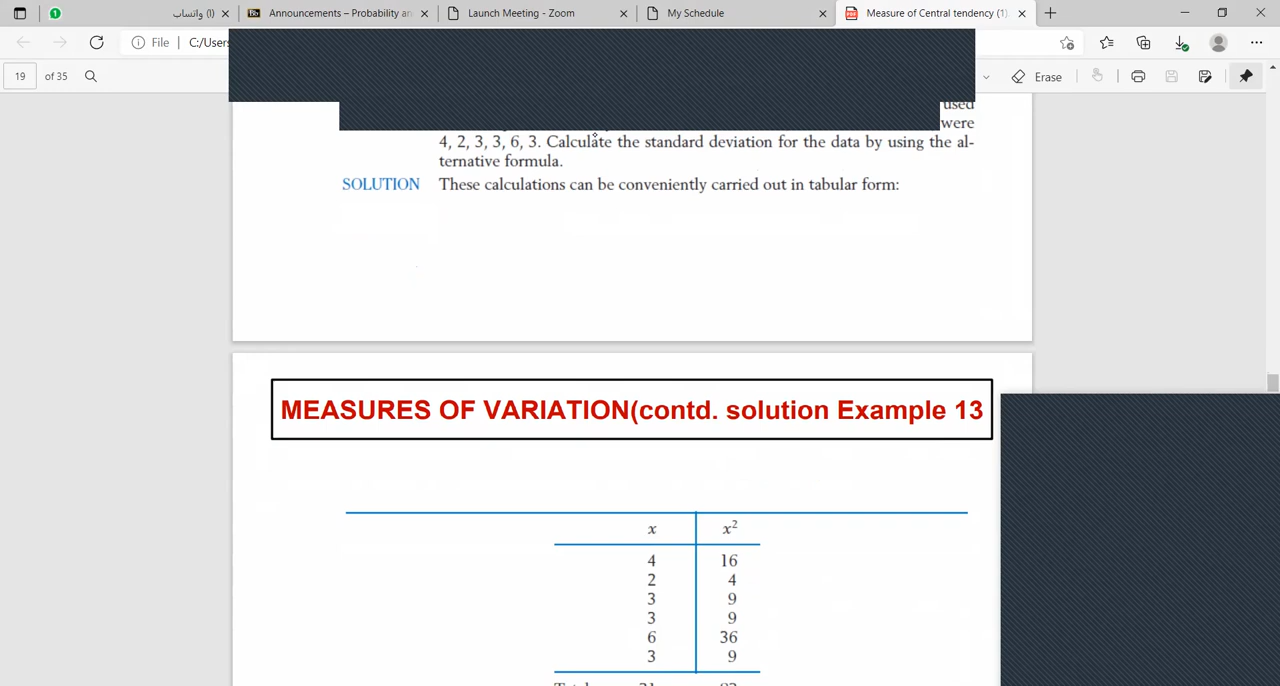 (١) واتساب
Announcements – Probability an
Launch Meeting - Zoom
My Schedule
Measure of Central tendency (1)
File
C:/Users
19 of 35
Erase
used
were
4, 2, 3, 3, 6, 3. Calculate the standard deviation for the data by using the al-
ternative formula.
SOLUTION These calculations can be conveniently carried out in tabular form:
MEASURES OF VARIATION(contd. solution Example 13
x x²
4 16
2 4
3 9
3 9
6 36
3 9